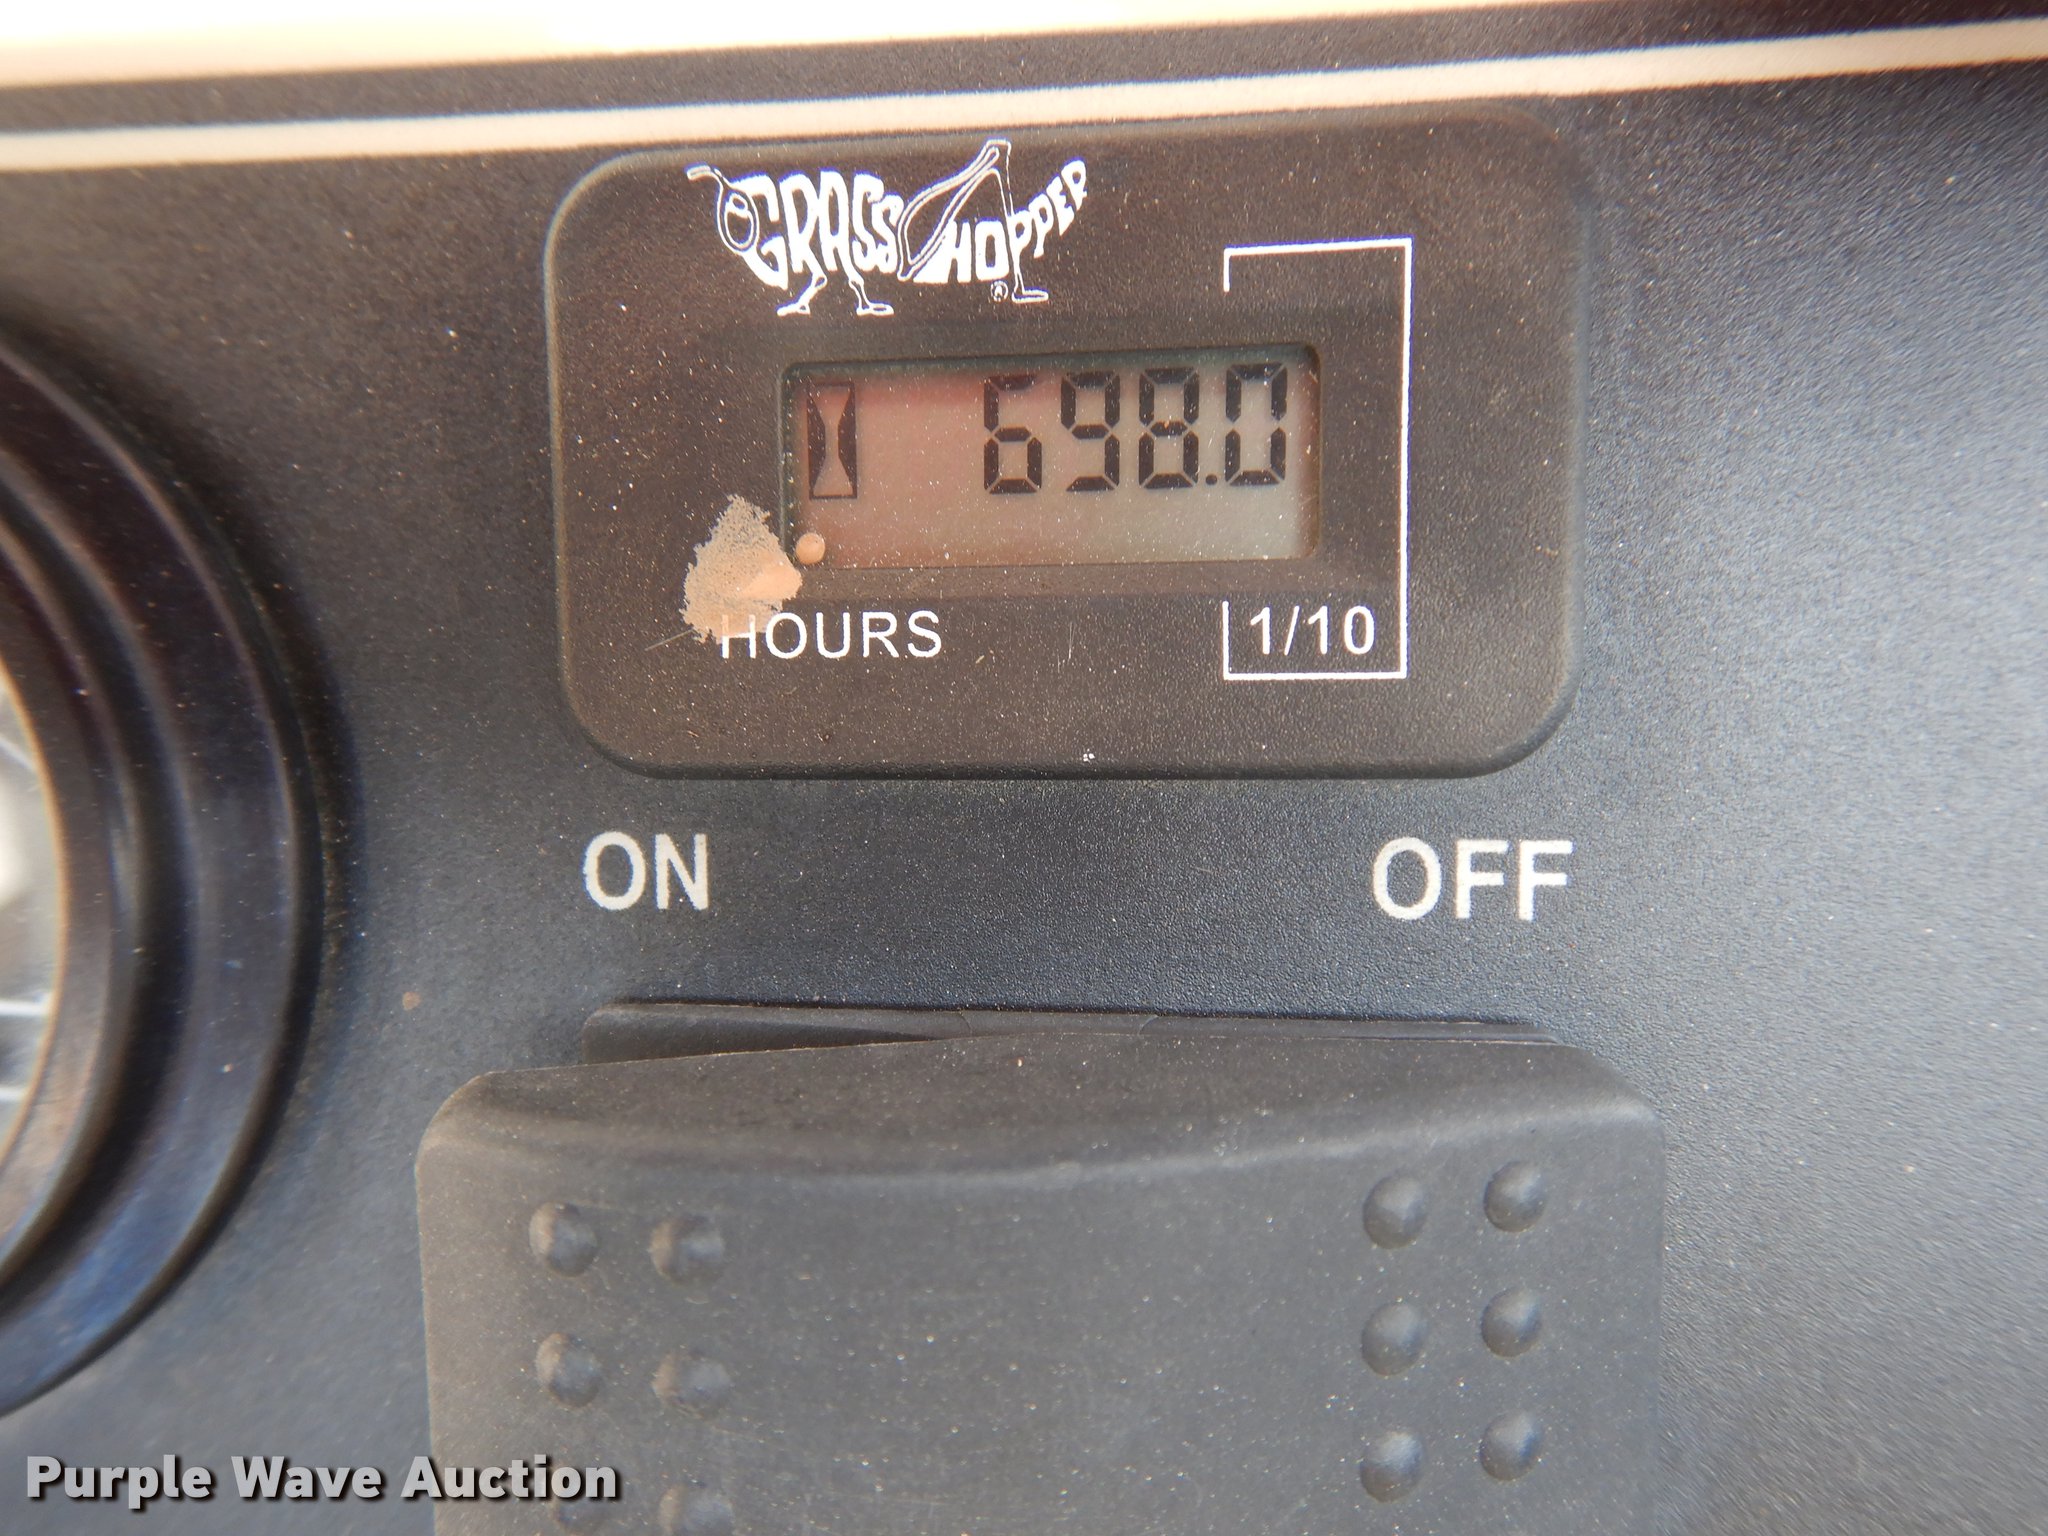 GRASSHOPPER®
698.0
HOURS 1/10
ON OFF
Purple Wave Auction